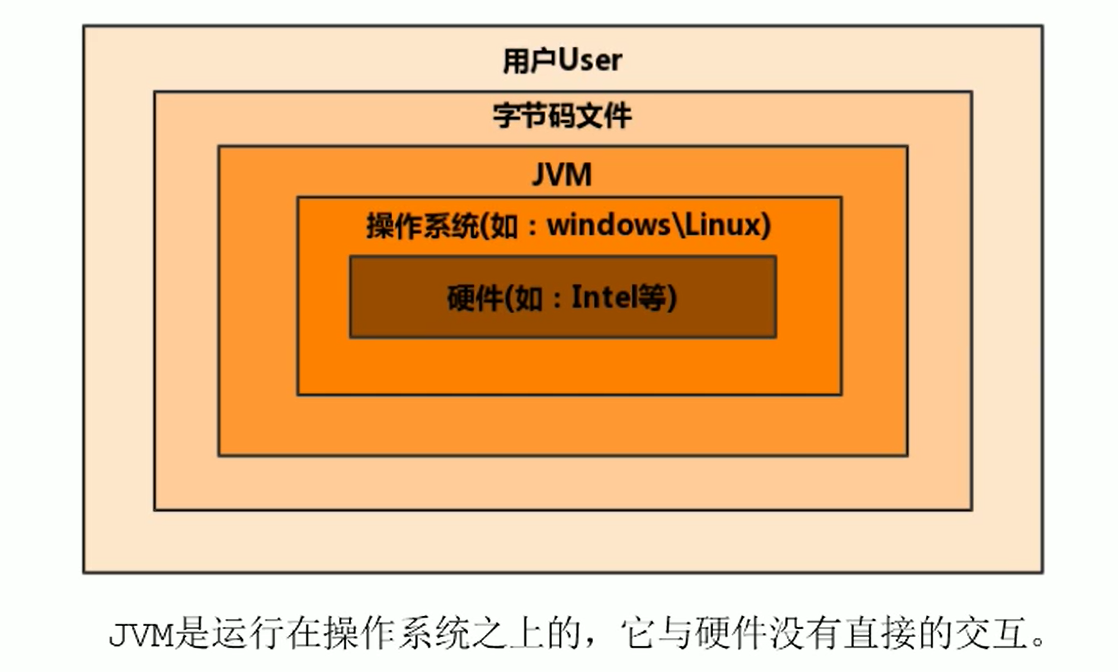 用户User
字节码文件
JVM
操作系统(如：windows\Linux)
硬件(如：Intel等)
JVM是运行在操作系统之上的，它与硬件没有直接的交互。